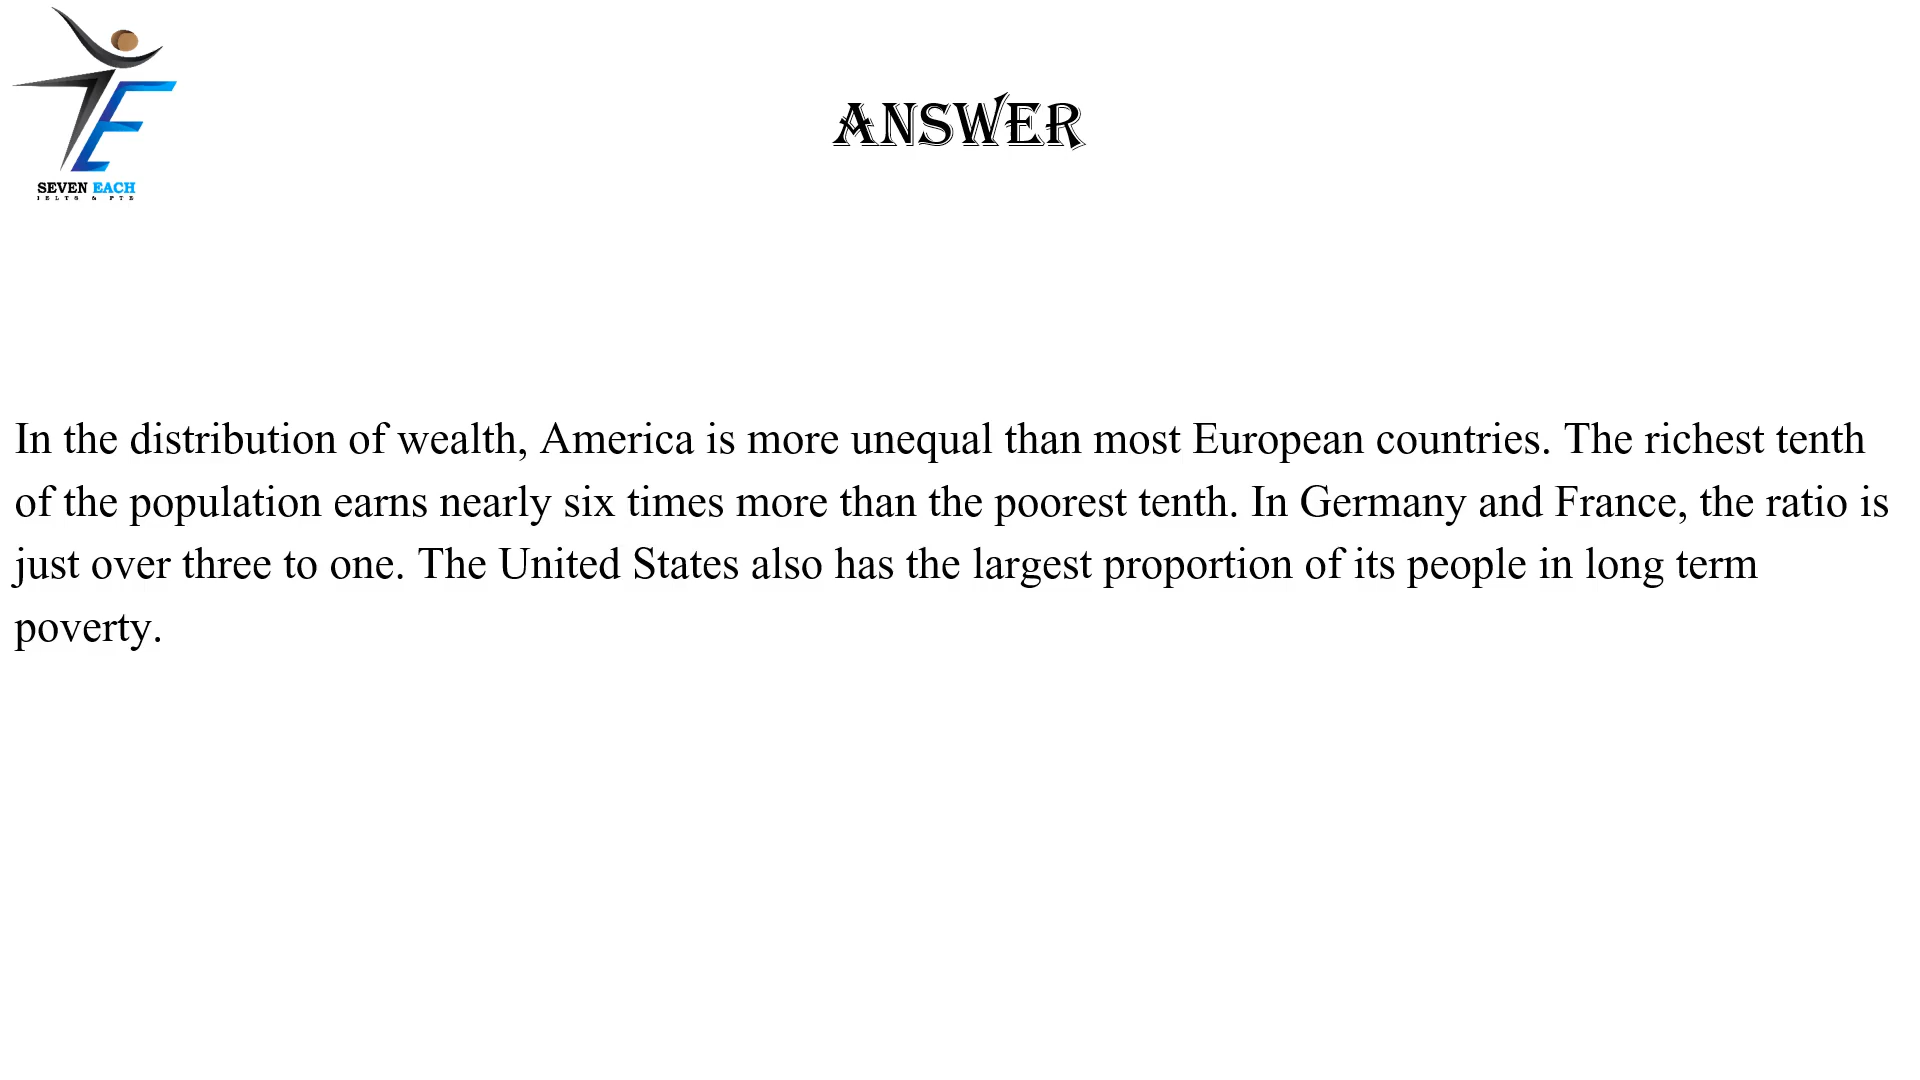 SEVEN EACH
IELTS & PTE
ANSWER
In the distribution of wealth, America is more unequal than most European countries. The richest tenth
of the population earns nearly six times more than the poorest tenth. In Germany and France, the ratio is
just over three to one. The United States also has the largest proportion of its people in long term
poverty.